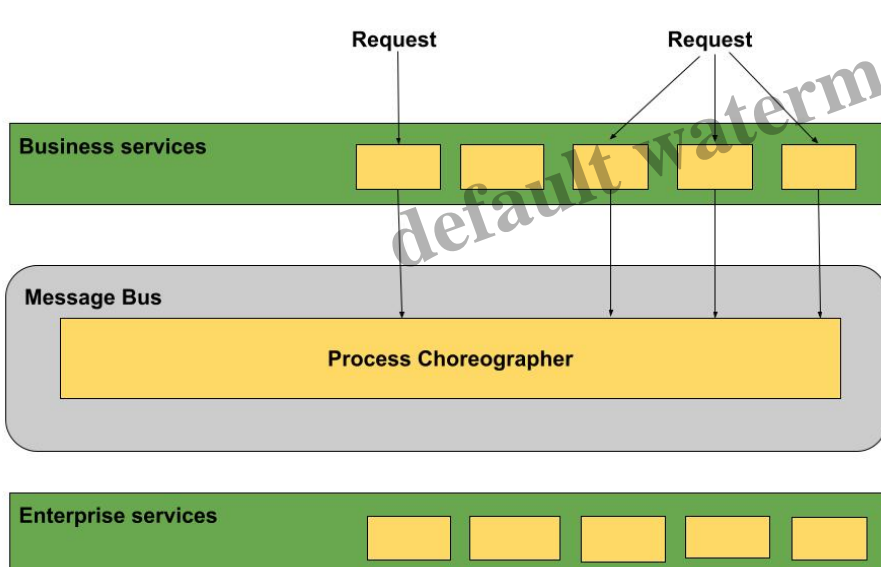 Request
Request
Business services
default waterm
Message Bus
Process Choreographer
Enterprise services